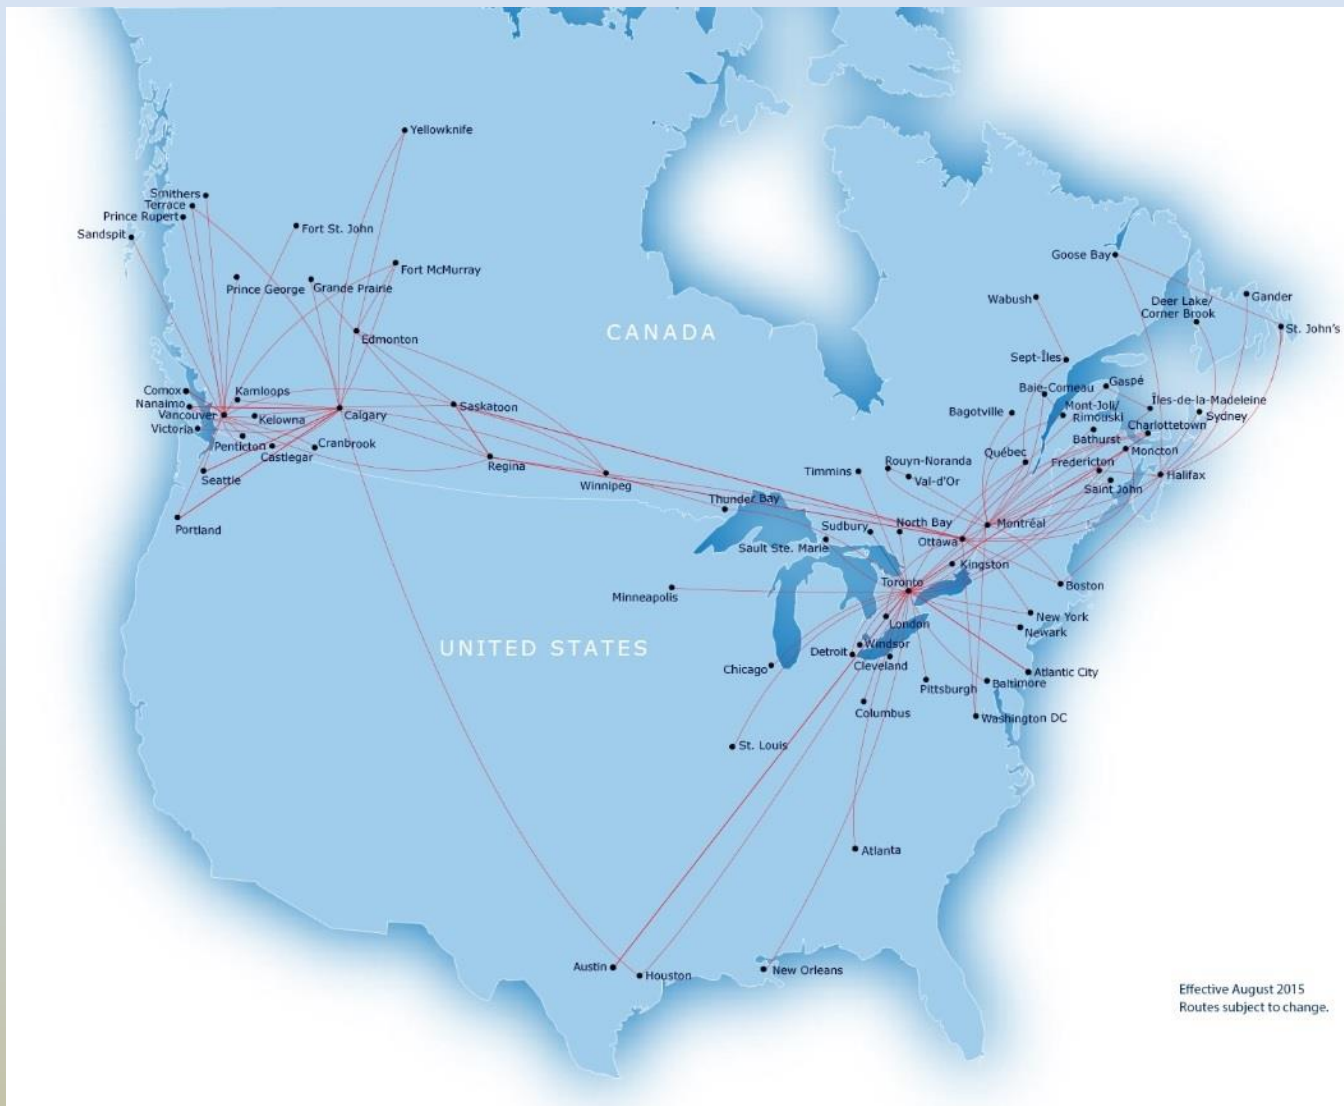 Yellowknife
Smithers
Terrace
Prince Rupert
Sandspit
Fort St. John
Fort McMurray
Prince George
Grande Prairie
Edmonton
CANADA
Goose Bay
Wabush
Deer Lake/
Corner Brook
Gander
St. John's
Sept-Îles
Comox
Nanaimo
Vancouver
Victoria
Kamloops
Kelowna
Penticton
Castlegar
Cranbrook
Calgary
Saskatoon
Regina
Winnipeg
Seattle
Portland
Baie-Comeau
Gaspé
Îles-de-la-Madeleine
Bagotville
Mont-Joli/
Rimouski
Sydney
Charlottetown
Bathurst
Moncton
Québec
Fredericton
Halifax
Saint John
Timmins
Rouyn-Noranda
Val-d'Or
Thunder Bay
Sudbury
North Bay
Montréal
Ottawa
Sault Ste. Marie
Kingston
Toronto
Boston
Minneapolis
New York
London
Newark
UNITED STATES
Windsor
Detroit
Cleveland
Chicago
Atlantic City
Pittsburgh
Baltimore
Columbus
Washington DC
St. Louis
Atlanta
Austin
Houston
New Orleans
Effective August 2015
Routes subject to change.